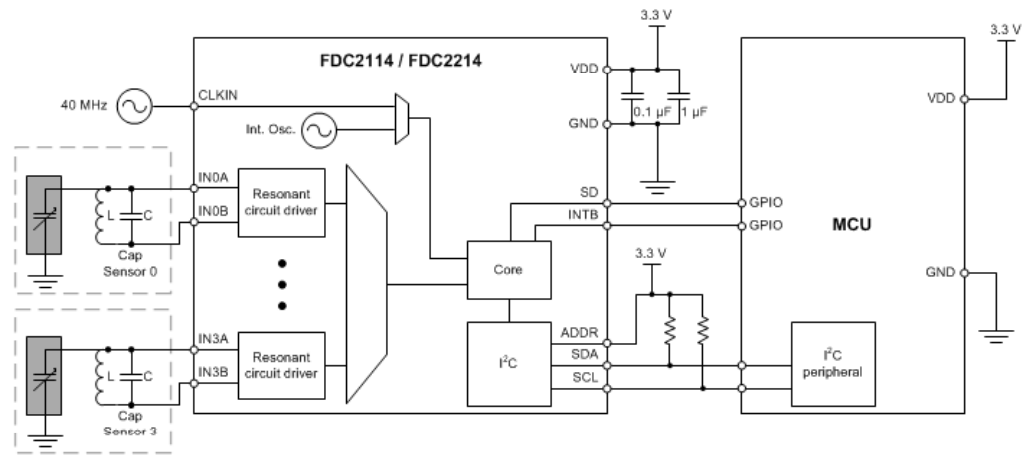 3.3 V
3.3 V
FDC2114 / FDC2214
VDD
CLKIN
40 MHz
Int. Osc.
0.1 µF
1 µF
GND
VDD
IN0A
Resonant
circuit driver
IN0B
L
C
Cap
Sensor 0
SD
GPIO
INTB
GPIO
MCU
Core
3.3 V
GND
IN3A
Resonant
circuit driver
IN3B
L
C
Cap
Sensor 3
ADDR
I²C
SDA
SCL
I²C
peripheral